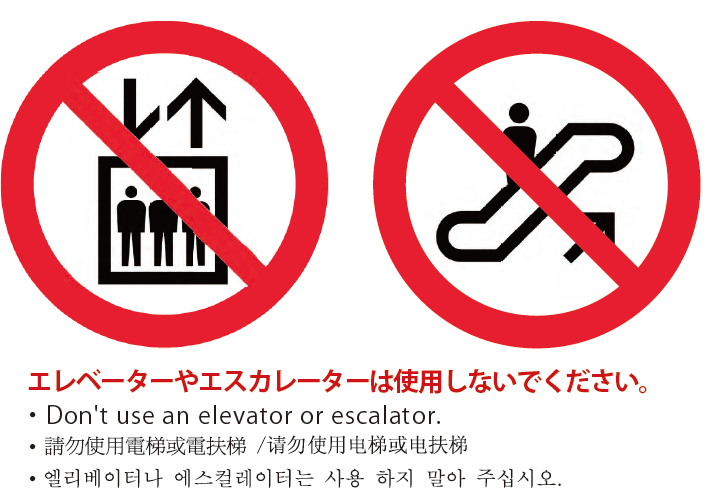 エレベーターやエスカレーターは使用しないでください。
・Don't use an elevator or escalator.
・請勿使用電梯或電扶梯 /请勿使用电梯或电扶梯
・엘리베이터나 에스컬레이터는 사용 하지 말아 주십시오.